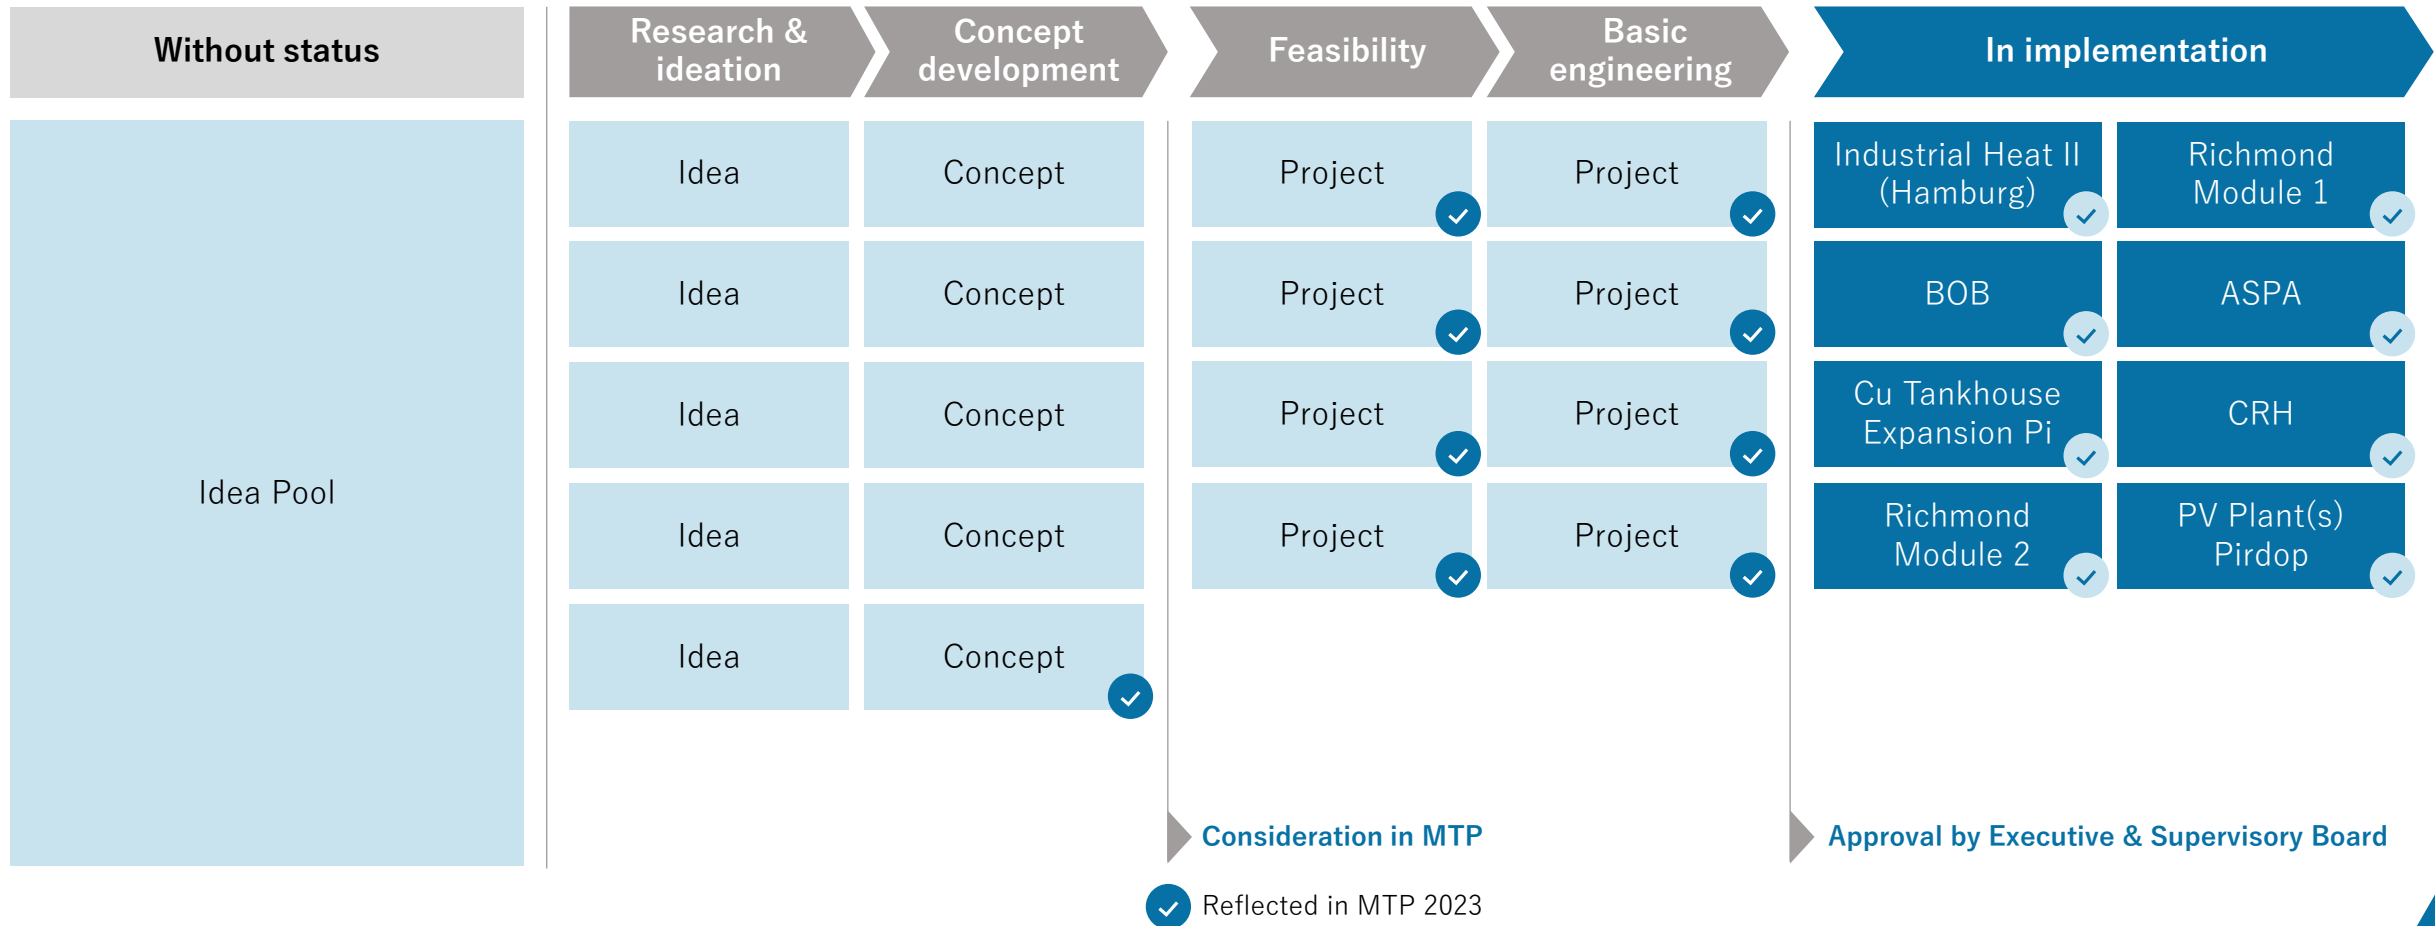 Without status
Research &
ideation
Concept
development
Feasibility
Basic
engineering
In implementation
Idea Pool
Idea
Concept
Project
Project
Industrial Heat II
(Hamburg)
Richmond
Module 1
Idea
Concept
Project
Project
BOB
ASPA
Idea
Concept
Project
Project
Cu Tankhouse
Expansion Pi
CRH
Idea
Concept
Project
Project
Richmond
Module 2
PV Plant(s)
Pirdop
Idea
Concept
Consideration in MTP
Approval by Executive & Supervisory Board
Reflected in MTP 2023